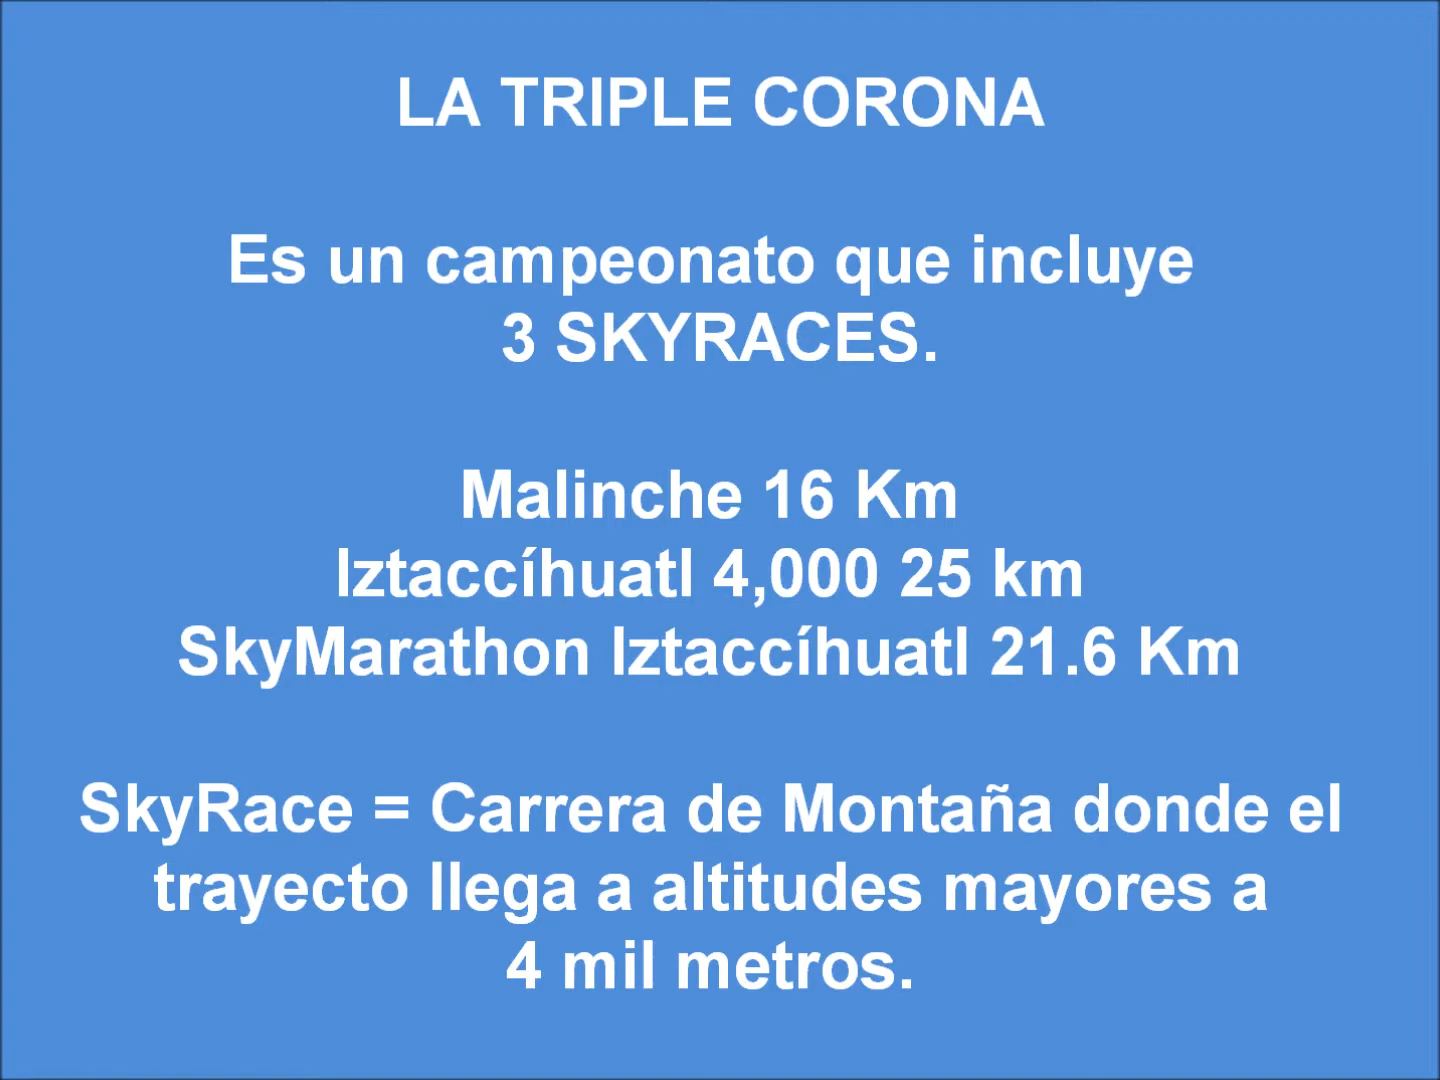 LA TRIPLE CORONA
Es un campeonato que incluye
3 SKYRACES.
Malinche 16 Km
Iztaccíhuatl 4,000 25 km
SkyMarathon Iztaccíhuatl 21.6 Km
SkyRace = Carrera de Montaña donde el
trayecto llega a altitudes mayores a
4 mil metros.